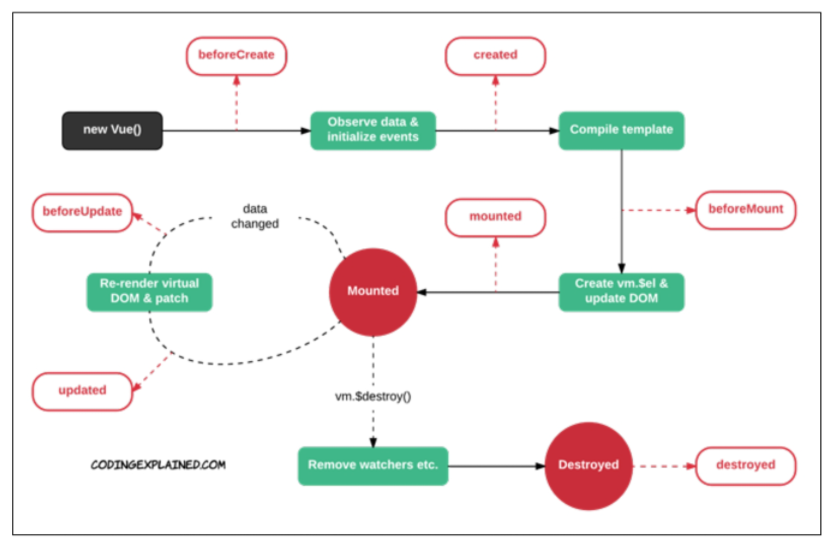 beforeCreate
created
new Vue()
Observe data &
initialize events
Compile template
beforeUpdate
data
changed
mounted
beforeMount
Re-render virtual
DOM & patch
Mounted
Create vm.$el &
update DOM
updated
vm.$destroy()
CODINGEXPLAINED.COM
Remove watchers etc.
Destroyed
destroyed